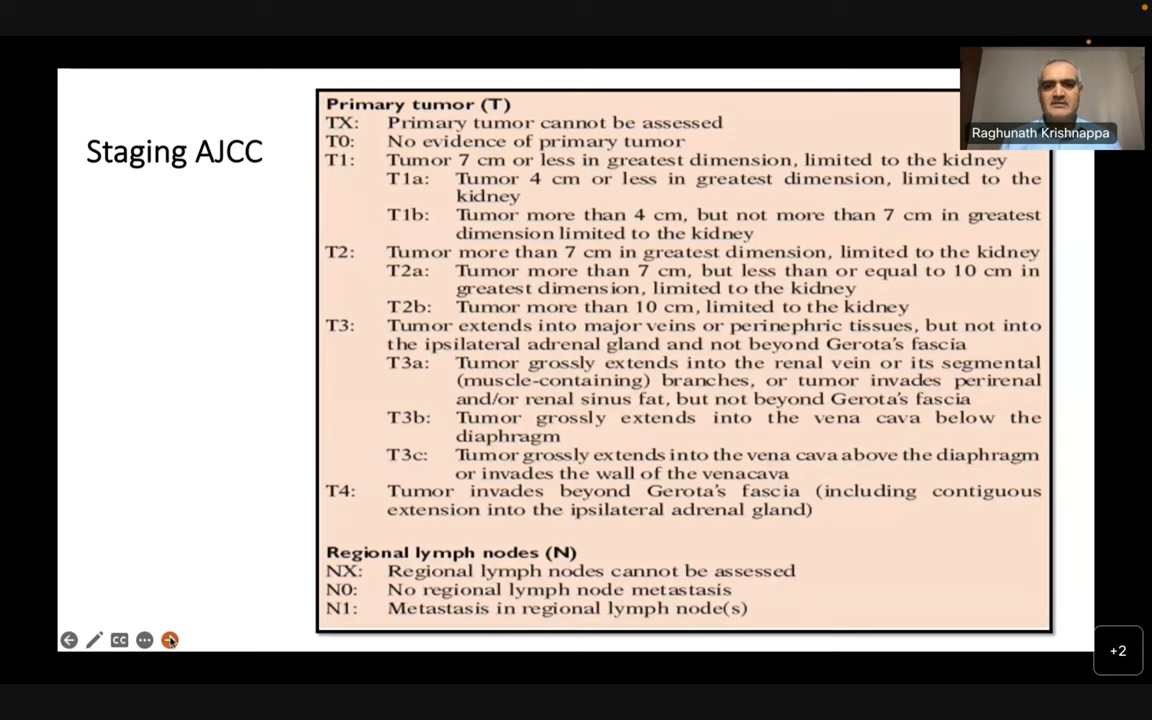 Staging AJCC
Primary tumor (T)
TX: Primary tumor cannot be assessed
T0: No evidence of primary tumor
T1: Tumor 7 cm or less in greatest dimension, limited to the kidney
T1a: Tumor 4 cm or less in greatest dimension, limited to the
kidney
T1b: Tumor more than 4 cm, but not more than 7 cm in greatest
dimension limited to the kidney
T2: Tumor more than 7 cm in greatest dimension, limited to the kidney
T2a: Tumor more than 7 cm, but less than or equal to 10 cm in
greatest dimension, limited to the kidney
T2b: Tumor more than 10 cm, limited to the kidney
T3: Tumor extends into major veins or perinephric tissues, but not into
the ipsilateral adrenal gland and not beyond Gerota's fascia
T3a: Tumor grossly extends into the renal vein or its segmental
(muscle-containing) branches, or tumor invades perirenal
and/or renal sinus fat, but not beyond Gerota's fascia
T3b: Tumor grossly extends into the vena cava below the
diaphragm
T3c: Tumor grossly extends into the vena cava above the diaphragm
or invades the wall of the venacava
T4: Tumor invades beyond Gerota's fascia (including contiguous
extension into the ipsilateral adrenal gland)
Regional lymph nodes (N)
NX: Regional lymph nodes cannot be assessed
N0: No regional lymph node metastasis
N1: Metastasis in regional lymph node(s)
Raghunath Krishnappa
CC
+2